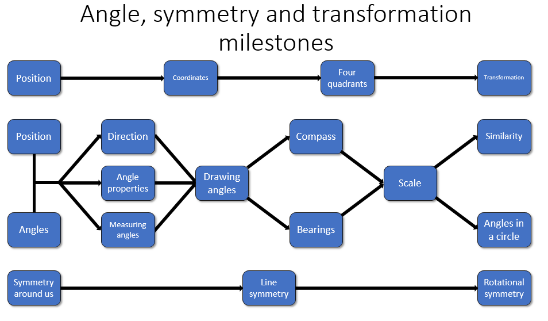 Angle, symmetry and transformation
milestones
Position
Coordinates
Four
quadrants
Transformation
Position
Direction
Compass
Similarity
Angle
properties
Drawing
angles
Scale
Angles
Measuring
angles
Bearings
Angles in
a circle
Symmetry
around us
Line
symmetry
Rotational
symmetry